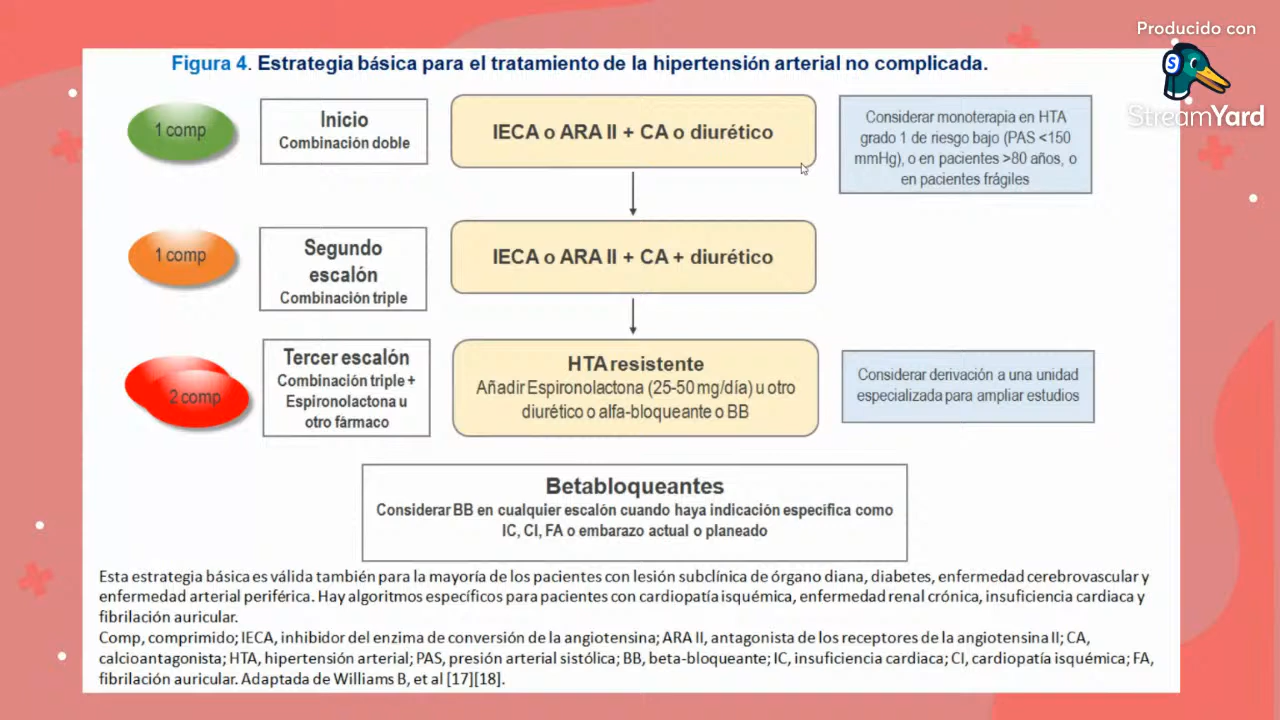 Producido con
StreamYard
Figura 4. Estrategia básica para el tratamiento de la hipertensión arterial no complicada.
1 comp
Inicio
Combinación doble
IECA o ARA II + CA o diurético
Considerar monoterapia en HTA
grado 1 de riesgo bajo (PAS <150
mmHg), o en pacientes >80 años, o
en pacientes frágiles
1 comp
Segundo
escalón
Combinación triple
IECA o ARA II + CA + diurético
2 comp
Tercer escalón
Combinación triple +
Espironolactona u
otro fármaco
HTA resistente
Añadir Espironolactona (25-50 mg/día) u otro
diurético o alfa-bloqueante o BB
Considerar derivación a una unidad
especializada para ampliar estudios
Betabloqueantes
Considerar BB en cualquier escalón cuando haya indicación específica como
IC, CI, FA o embarazo actual o planeado
Esta estrategia básica es válida también para la mayoría de los pacientes con lesión subclínica de órgano diana, diabetes, enfermedad cerebrovascular y
enfermedad arterial periférica. Hay algoritmos específicos para pacientes con cardiopatía isquémica, enfermedad renal crónica, insuficiencia cardiaca y
fibrilación auricular.
Comp, comprimido; IECA, inhibidor del enzima de conversión de la angiotensina; ARA II, antagonista de los receptores de la angiotensina II; CA,
calcioantagonista; HTA, hipertensión arterial; PAS, presión arterial sistólica; BB, beta-bloqueante; IC, insuficiencia cardiaca; CI, cardiopatía isquémica; FA,
fibrilación auricular. Adaptada de Williams B, et al [17][18].